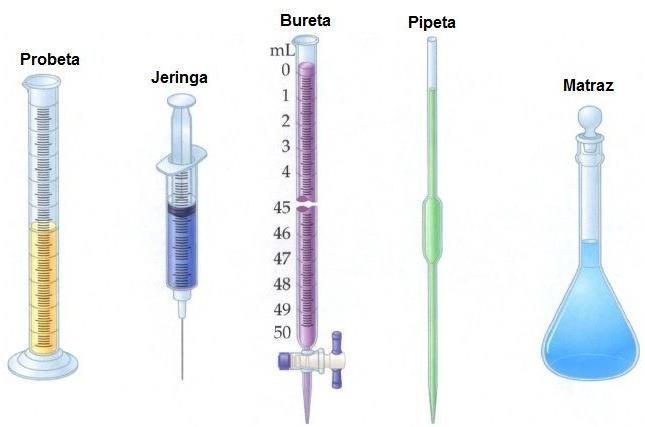 Probeta
Jeringa
Bureta
Pipeta
Matraz
mL
0
1
2
3
4
45
46
47
48
49
50